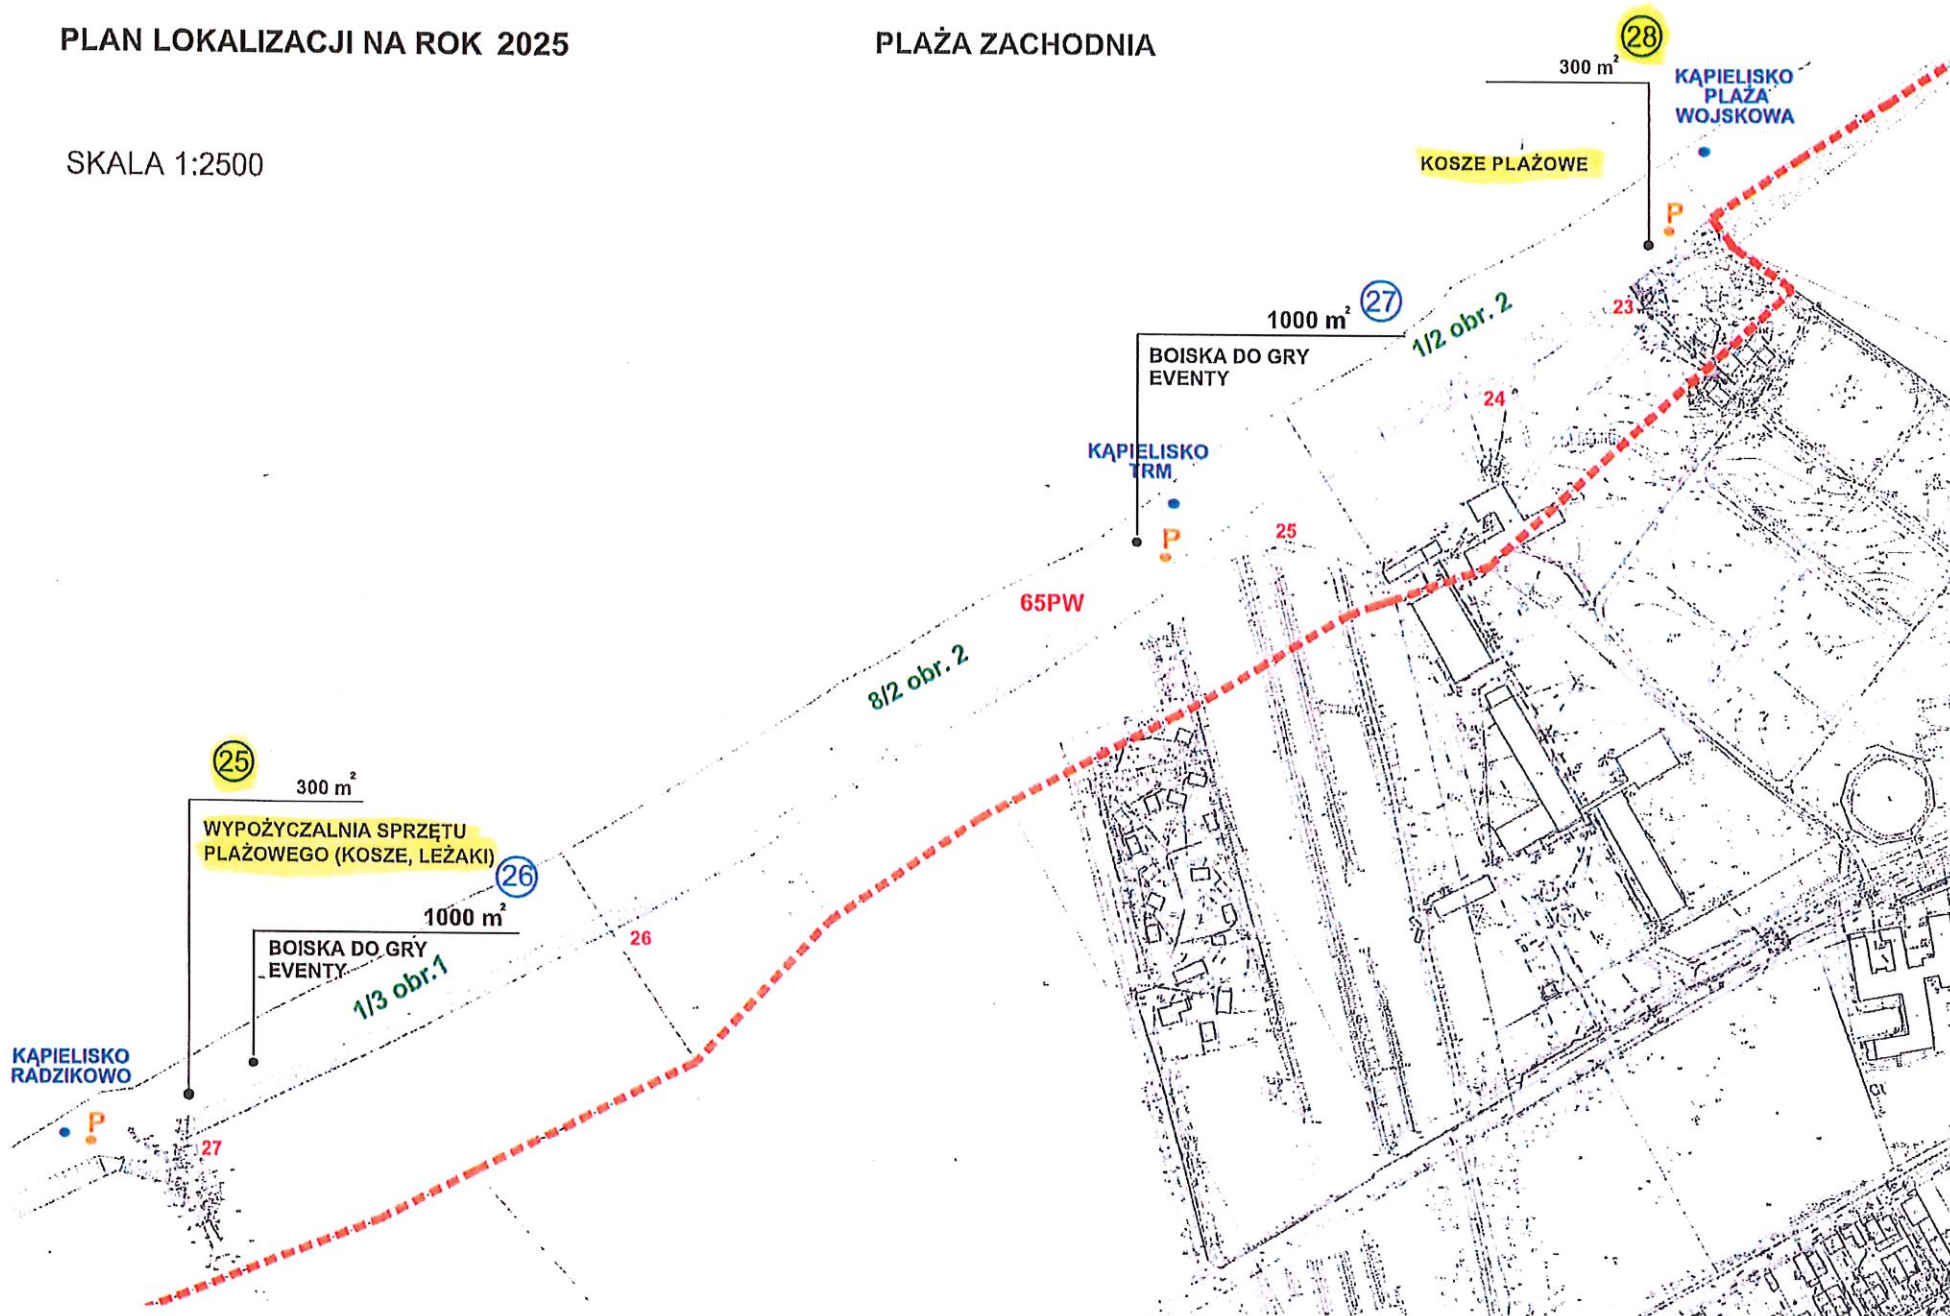 PLAN LOKALIZACJI NA ROK 2025
PLAŻA ZACHODNIA
SKALA 1:2500
28
300 m²
KĄPIELISKO
PLAŻA
WOJSKOWA
KOSZE PLAŻOWE
P
23
27
1000 m²
BOISKA DO GRY
EVENTY
1/2 obr. 2
24
KĄPIELISKO
TRM
P
25
65PW
8/2 obr. 2
25
300 m²
WYPOŻYCZALNIA SPRZĘTU
PLAŻOWEGO (KOSZE, LEŻAKI)
26
1000 m²
BOISKA DO GRY
EVENTY
1/3 obr.1
26
KĄPIELISKO
RADZIKOWO
P
27